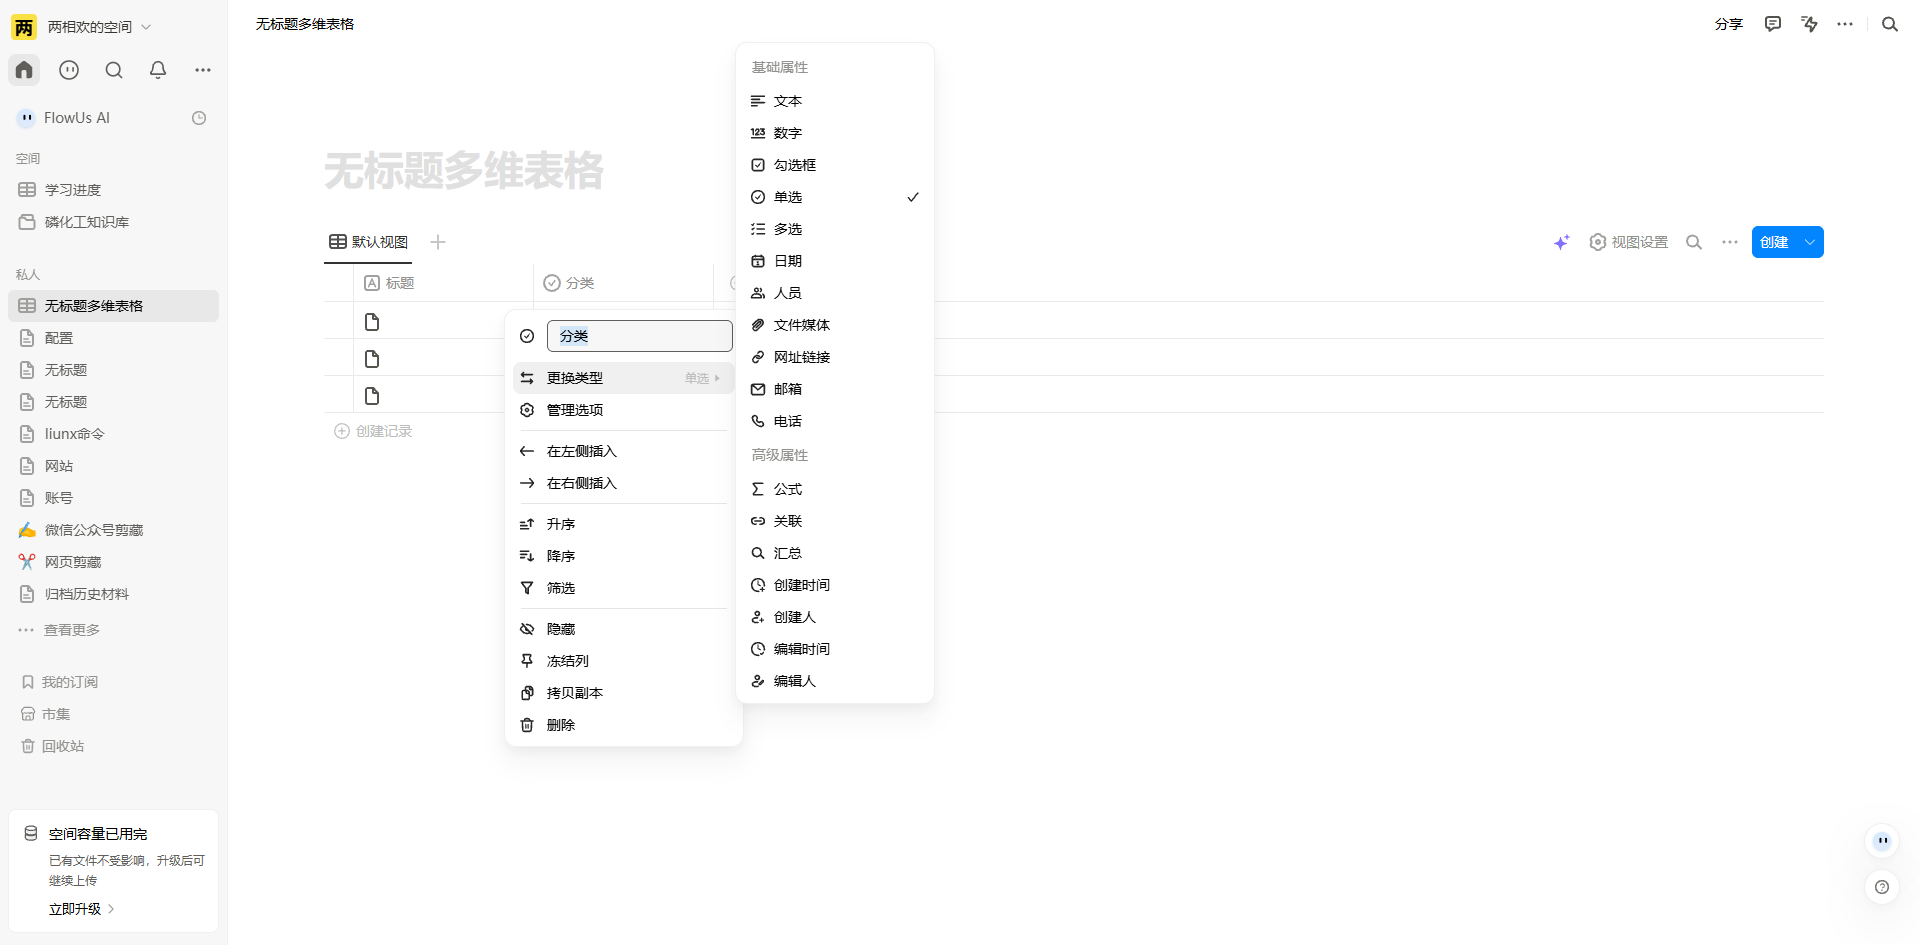 两 两相欢的空间
FlowUs AI
空间
学习进度
磷化工知识库
私人
无标题多维表格
配置
无标题
无标题
liunx命令
网站
账号
微信公众号剪藏
网页剪藏
归档历史材料
查看更多
我的订阅
市集
回收站
空间容量已用完
已有文件不受影响，升级后可
继续上传
立即升级
无标题多维表格
分享
无标题多维表格
默认视图
视图设置
创建
标题
分类
创建记录
分类
更换类型 单选
管理选项
在左侧插入
在右侧插入
升序
降序
筛选
隐藏
冻结列
拷贝副本
删除
基础属性
文本
123 数字
勾选框
单选
多选
日期
人员
文件媒体
网址链接
邮箱
电话
高级属性
公式
关联
汇总
创建时间
创建人
编辑时间
编辑人